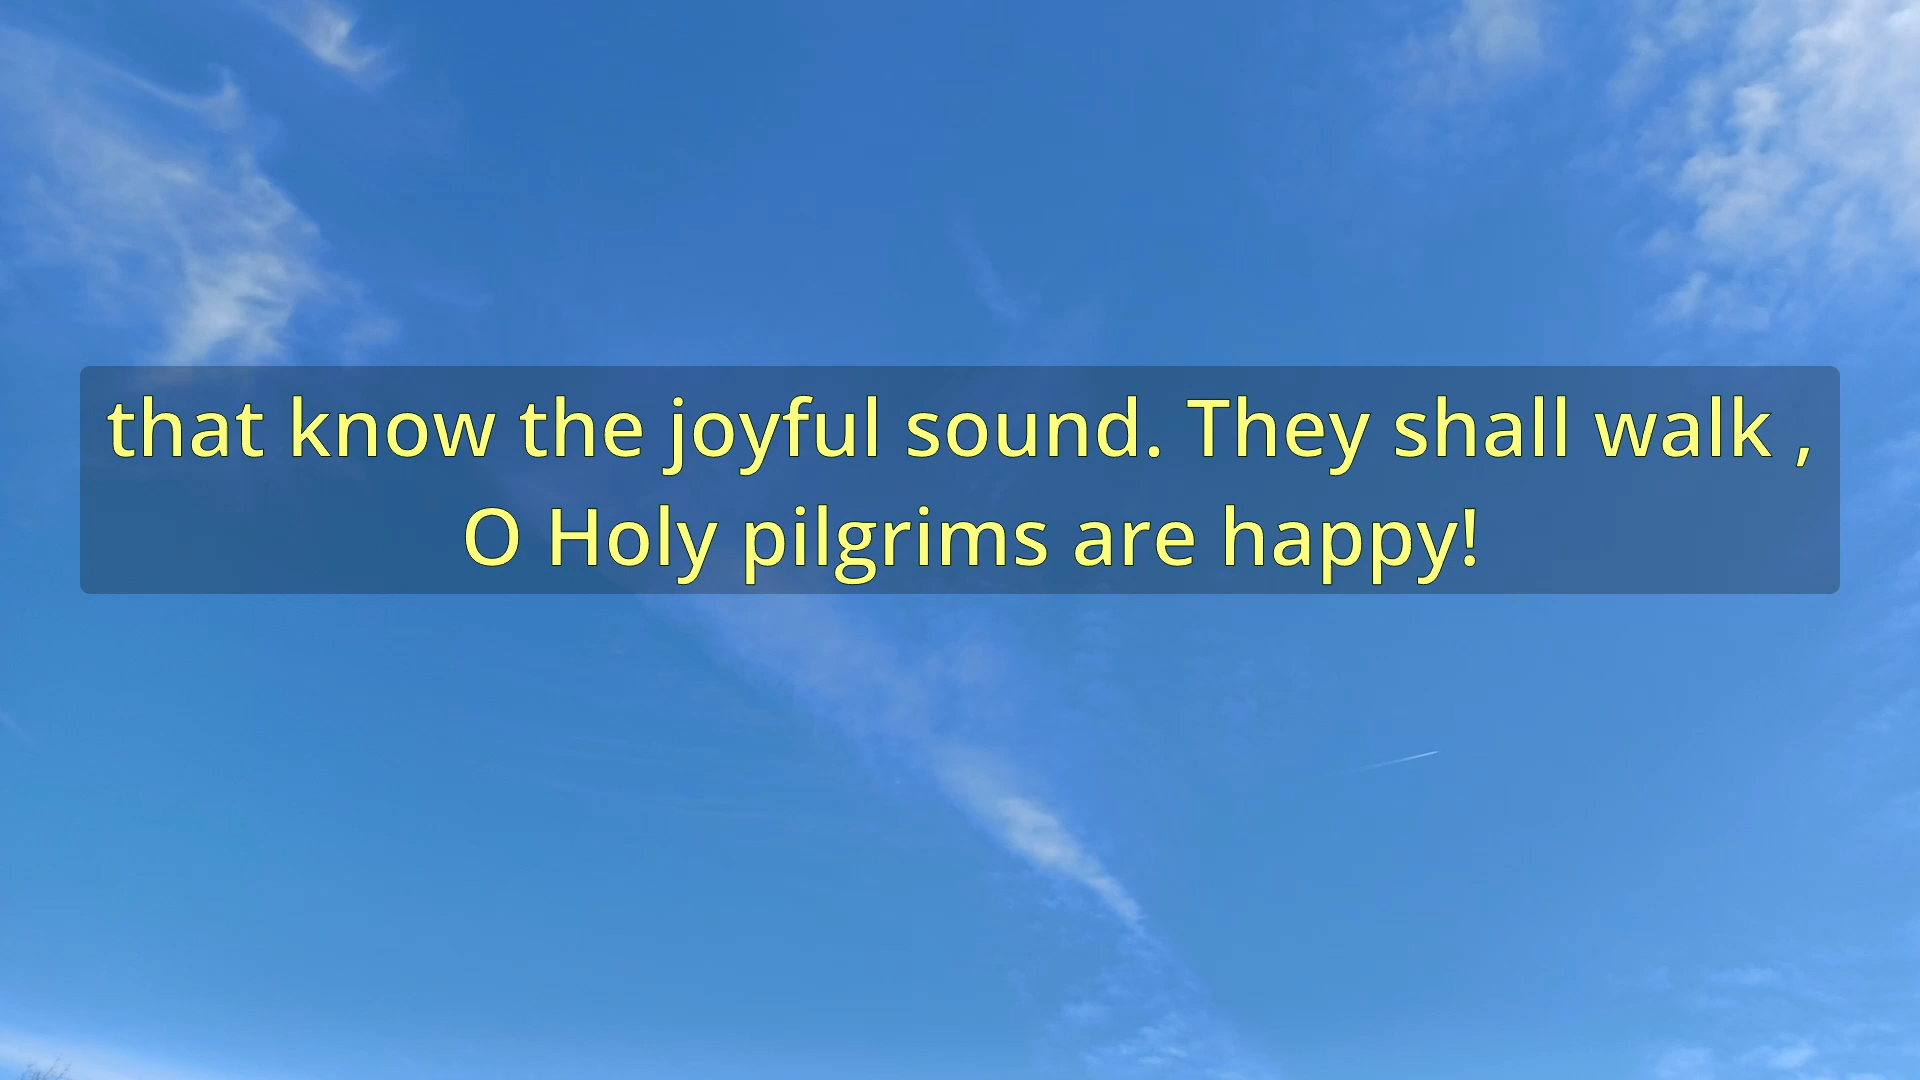 that know the joyful sound. They shall walk ,
O Holy pilgrims are happy!